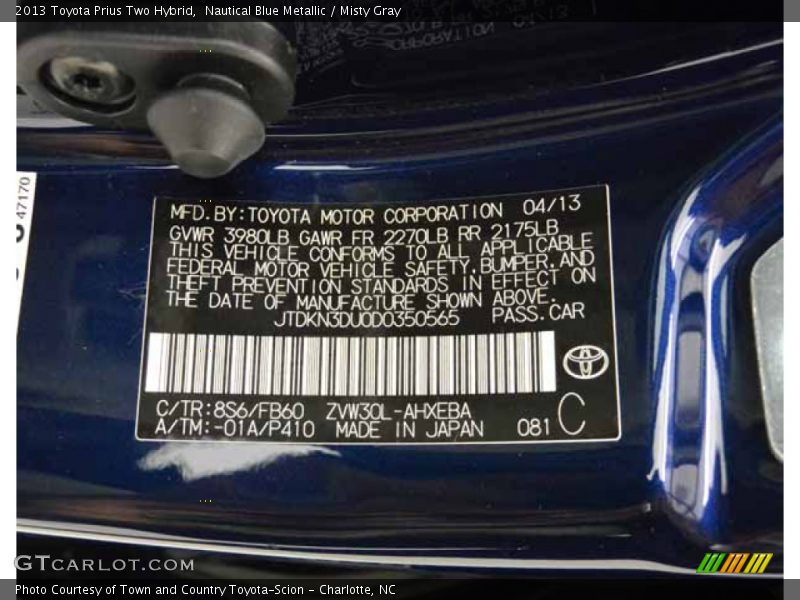 2013 Toyota Prius Two Hybrid,  Nautical Blue Metallic / Misty Gray
47170
MFD. BY: TOYOTA MOTOR CORPORATION 04/13
GVWR 3980LB GAWR FR 2270LB RR 2175LB
THIS VEHICLE CONFORMS TO ALL APPLICABLE
FEDERAL MOTOR VEHICLE SAFETY, BUMPER, AND
THEFT PREVENTION STANDARDS IN EFFECT ON
THE DATE OF MANUFACTURE SHOWN ABOVE.
JTDKN3DU0D0350565 PASS. CAR
C/TR: 8S6/FB60 ZVW30L-AHXEBA
A/TM: -01A/P410 MADE IN JAPAN 081 C
GTCARLOT.COM
Photo Courtesy of Town and Country Toyota-Scion - Charlotte, NC